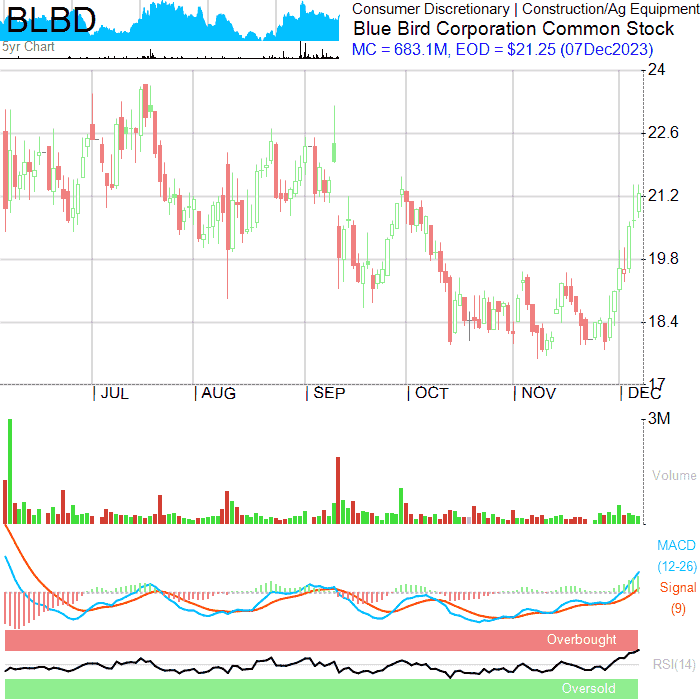 BLBD
5yr Chart
Consumer Discretionary | Construction/Ag Equipment
Blue Bird Corporation Common Stock
MC = 683.1M, EOD = $21.25 (07Dec2023)
24
22.6
21.2
19.8
18.4
17
| JUL | AUG | SEP | OCT | NOV | DEC
3M
Volume
MACD
(12-26)
Signal
(9)
Overbought
RSI(14)
Oversold